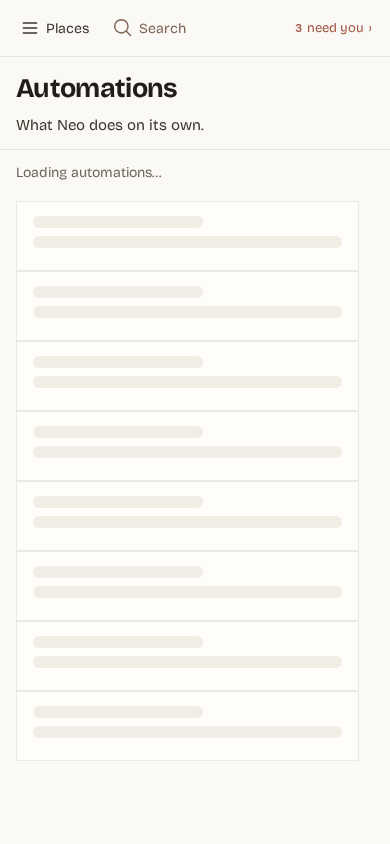 Places
Search
3 need you ›
Automations
What Neo does on its own.
Loading automations...